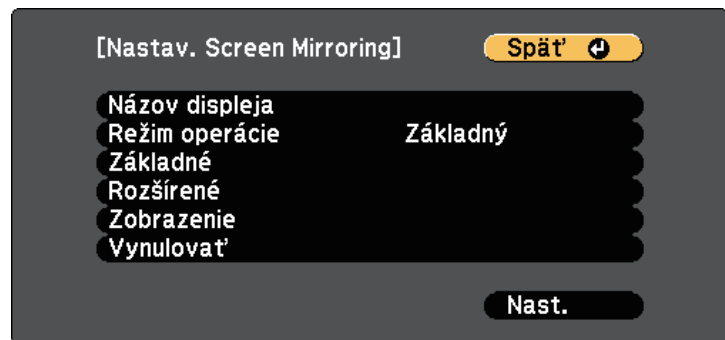 [Nastav. Screen Mirroring] Späť
Názov displeja
Režim operácie Základný
Základné
Rozšírené
Zobrazenie
Vynulovať
Nast.